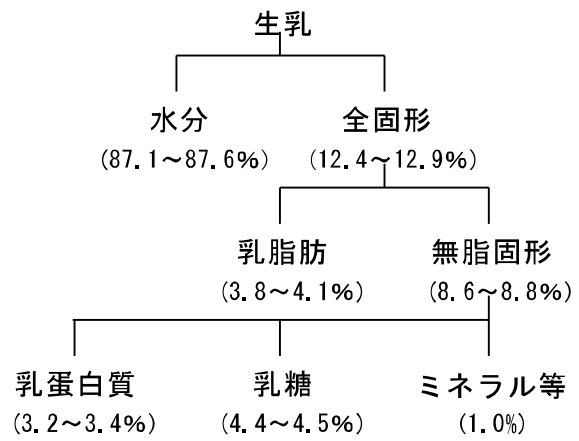 生乳
水分 全固形
(87.1~87.6%) (12.4~12.9%)
乳脂肪 無脂固形
(3.8~4.1%) (8.6~8.8%)
乳蛋白質 乳糖 ミネラル等
(3.2~3.4%) (4.4~4.5%) (1.0%)